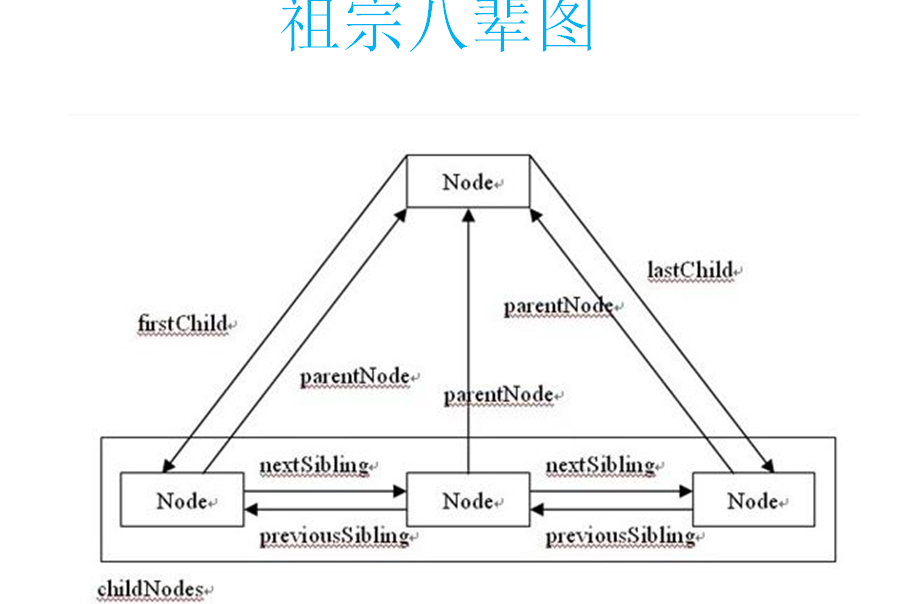 祖宗八辈图
Node
lastChild
parentNode
firstChild
parentNode
parentNode
nextSibling nextSibling
Node Node Node
previousSibling previousSibling
childNodes